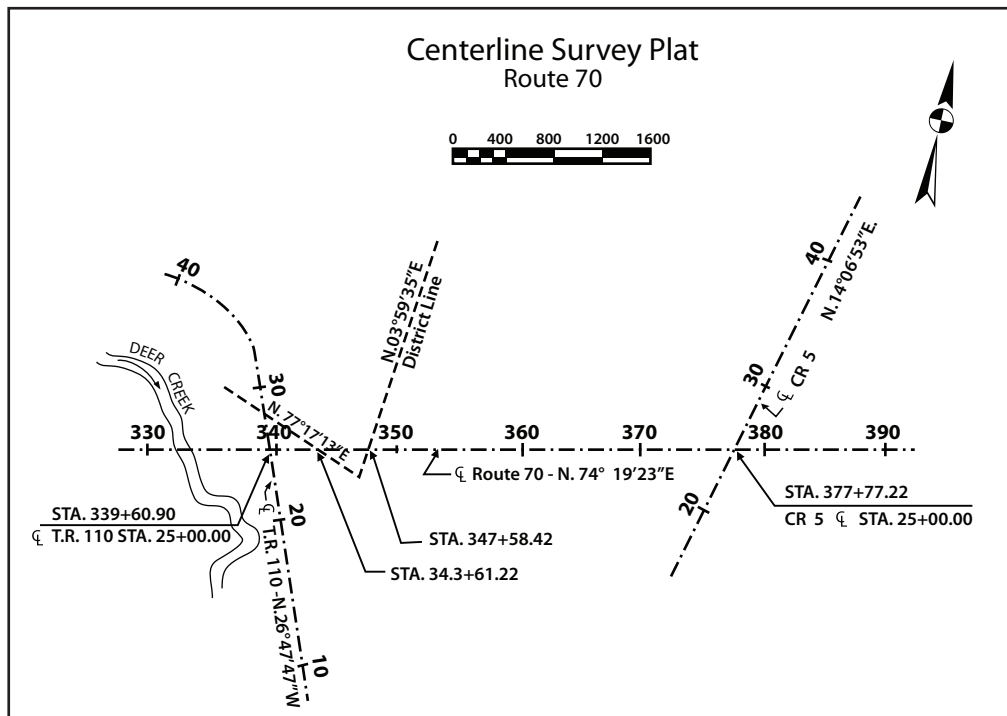 Centerline Survey Plat
Route 70
0 400 800 1200 1600
40
30
20
10
DEER CREEK
N. 77°17'13"E
N.03°59'35"E
District Line
40
30
20
N.14°06'53"E.
℄ CR 5
330 340 350 360 370 380 390
℄ Route 70 - N. 74° 19'23"E
℄ T.R. 110 -N.26°47'47"W
STA. 339+60.90
℄ T.R. 110 STA. 25+00.00
STA. 347+58.42
STA. 34.3+61.22
STA. 377+77.22
CR 5 ℄ STA. 25+00.00